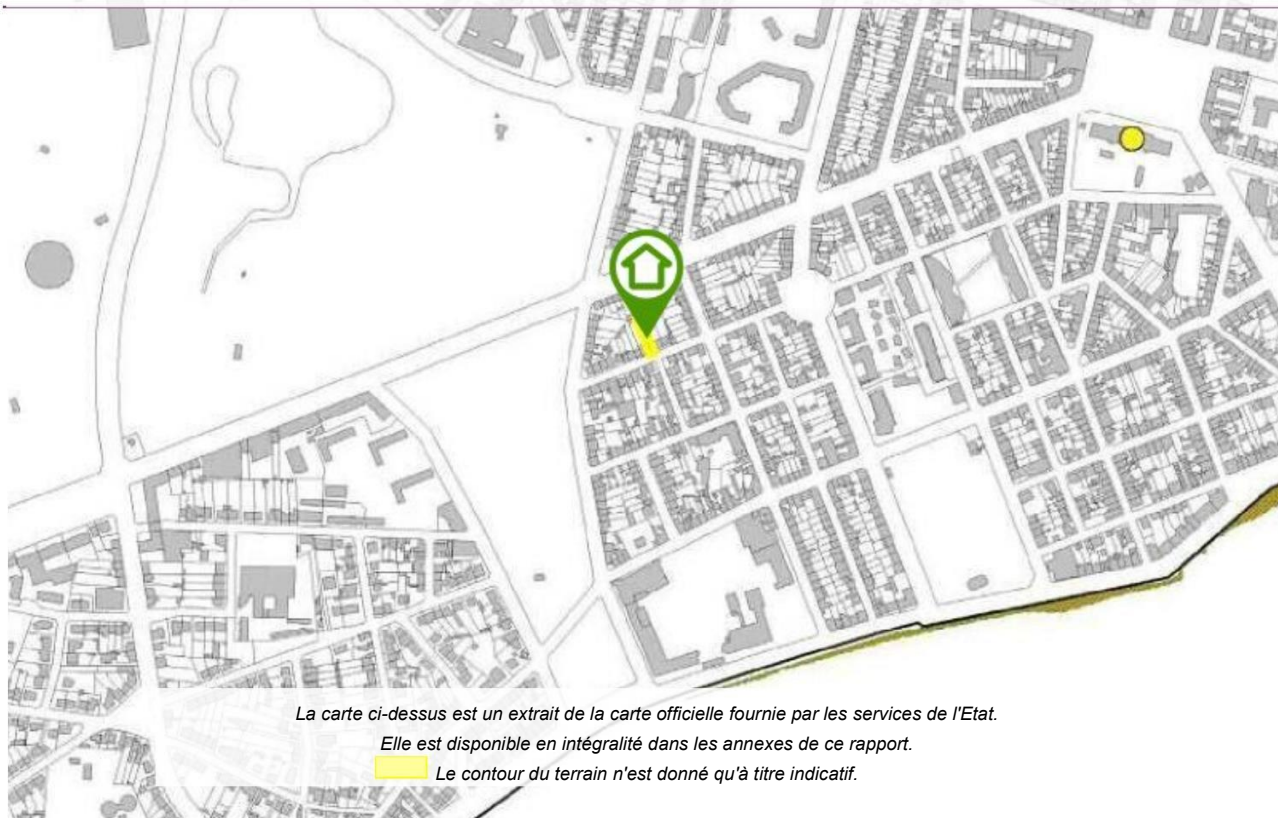 La carte ci-dessus est un extrait de la carte officielle fournie par les services de l'Etat.
Elle est disponible en intégralité dans les annexes de ce rapport.
Le contour du terrain n'est donné qu'à titre indicatif.